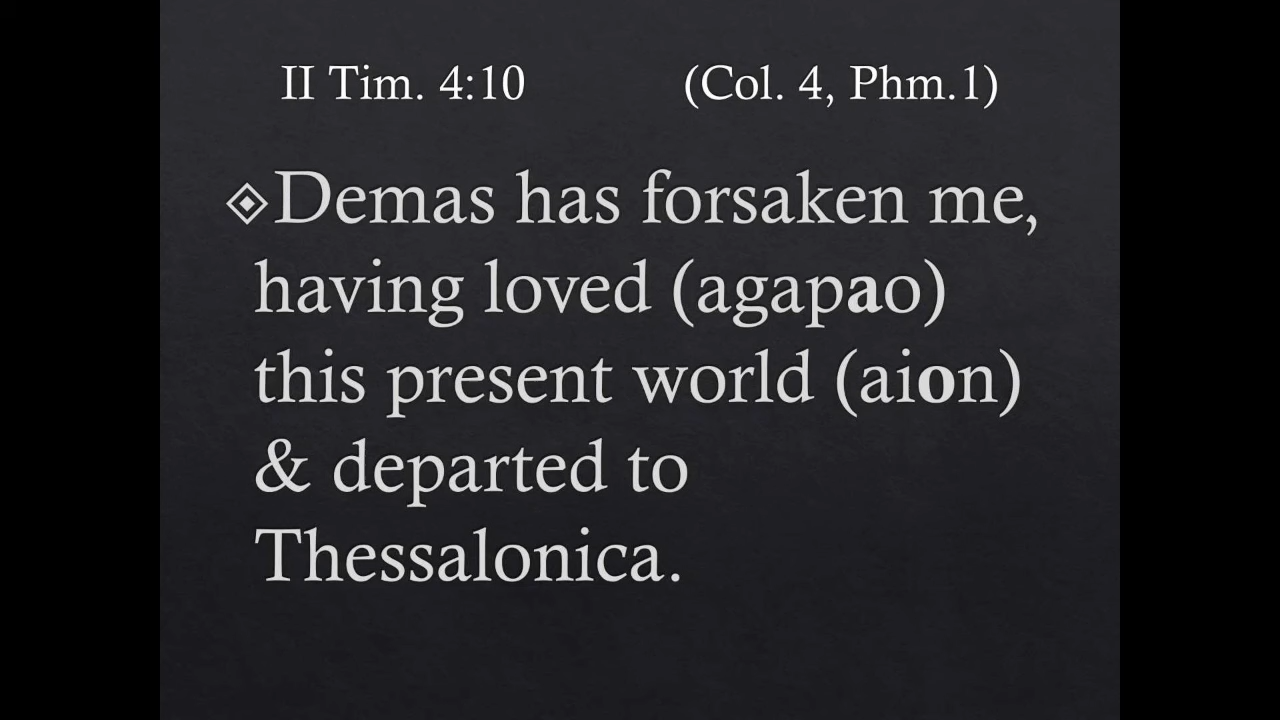 II Tim. 4:10 (Col. 4, Phm.1)
Demas has forsaken me,
having loved (agapao)
this present world (aion)
& departed to
Thessalonica.